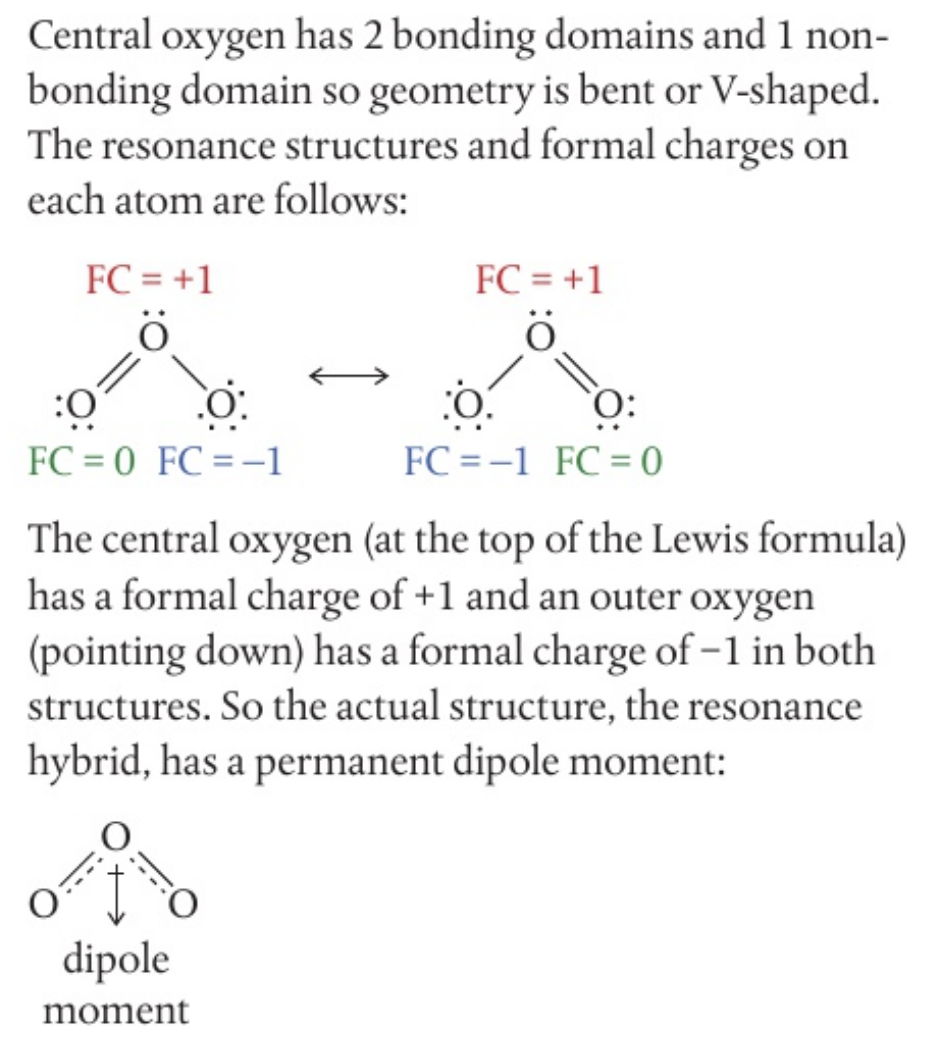 Central oxygen has 2 bonding domains and 1 non-
bonding domain so geometry is bent or V-shaped.
The resonance structures and formal charges on
each atom are follows:
FC = +1 FC = +1
O O
O O O O
FC = 0 FC = −1 FC = −1 FC = 0
The central oxygen (at the top of the Lewis formula)
has a formal charge of +1 and an outer oxygen
(pointing down) has a formal charge of −1 in both
structures. So the actual structure, the resonance
hybrid, has a permanent dipole moment:
O
O O
dipole
moment